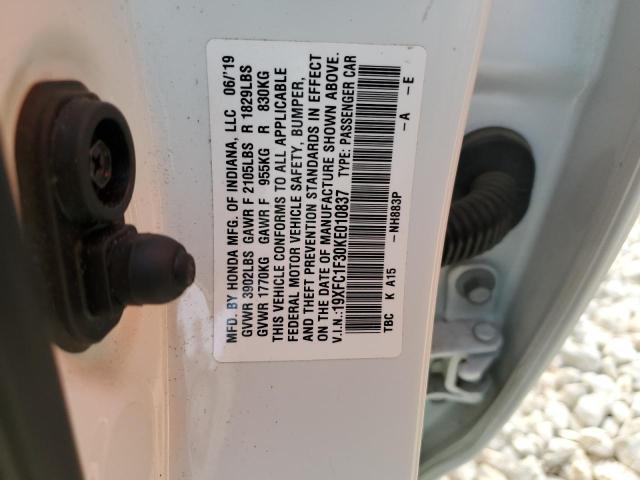 MFD. BY HONDA MFG. OF INDIANA, LLC 06/'19
GVWR 3902LBS GAWR F 2105LBS R 1829LBS
GVWR 1770KG GAWR F 955KG R 830KG
THIS VEHICLE CONFORMS TO ALL APPLICABLE
FEDERAL MOTOR VEHICLE SAFETY, BUMPER,
AND THEFT PREVENTION STANDARDS IN EFFECT
ON THE DATE OF MANUFACTURE SHOWN ABOVE.
V.I.N.:19XFC1F30KE010837 TYPE: PASSENGER CAR
TBC K A15 -NH883P -A -E